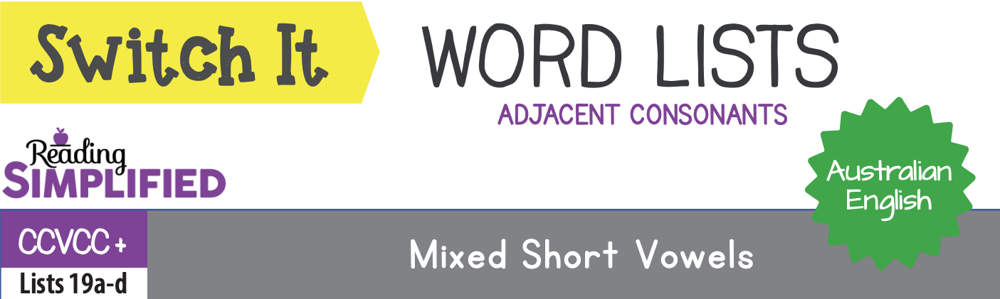 Switch It
WORD LISTS
ADJACENT CONSONANTS
Reading
SIMPLIFIED
Australian
English
CCVCC +
Mixed Short Vowels
Lists 19a-d